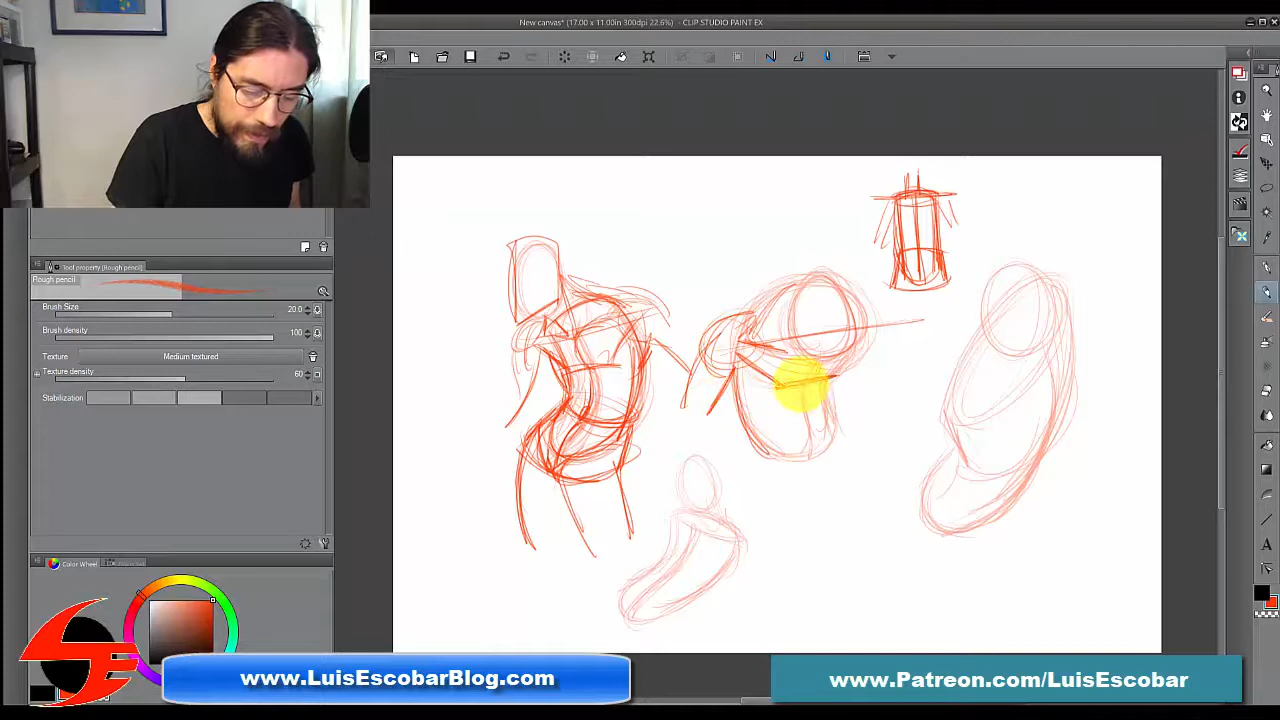 New canvas* (17.00 x 11.00in 300dpi 22.6%) - CLIP STUDIO PAINT EX
Tool property [Rough pencil]
Rough pencil
Brush Size
20.0
Brush density
100
Texture
Medium textured
Texture density
60
Stabilization
Color Wheel
www.LuisEscobarBlog.com
www.Patreon.com/LuisEscobar